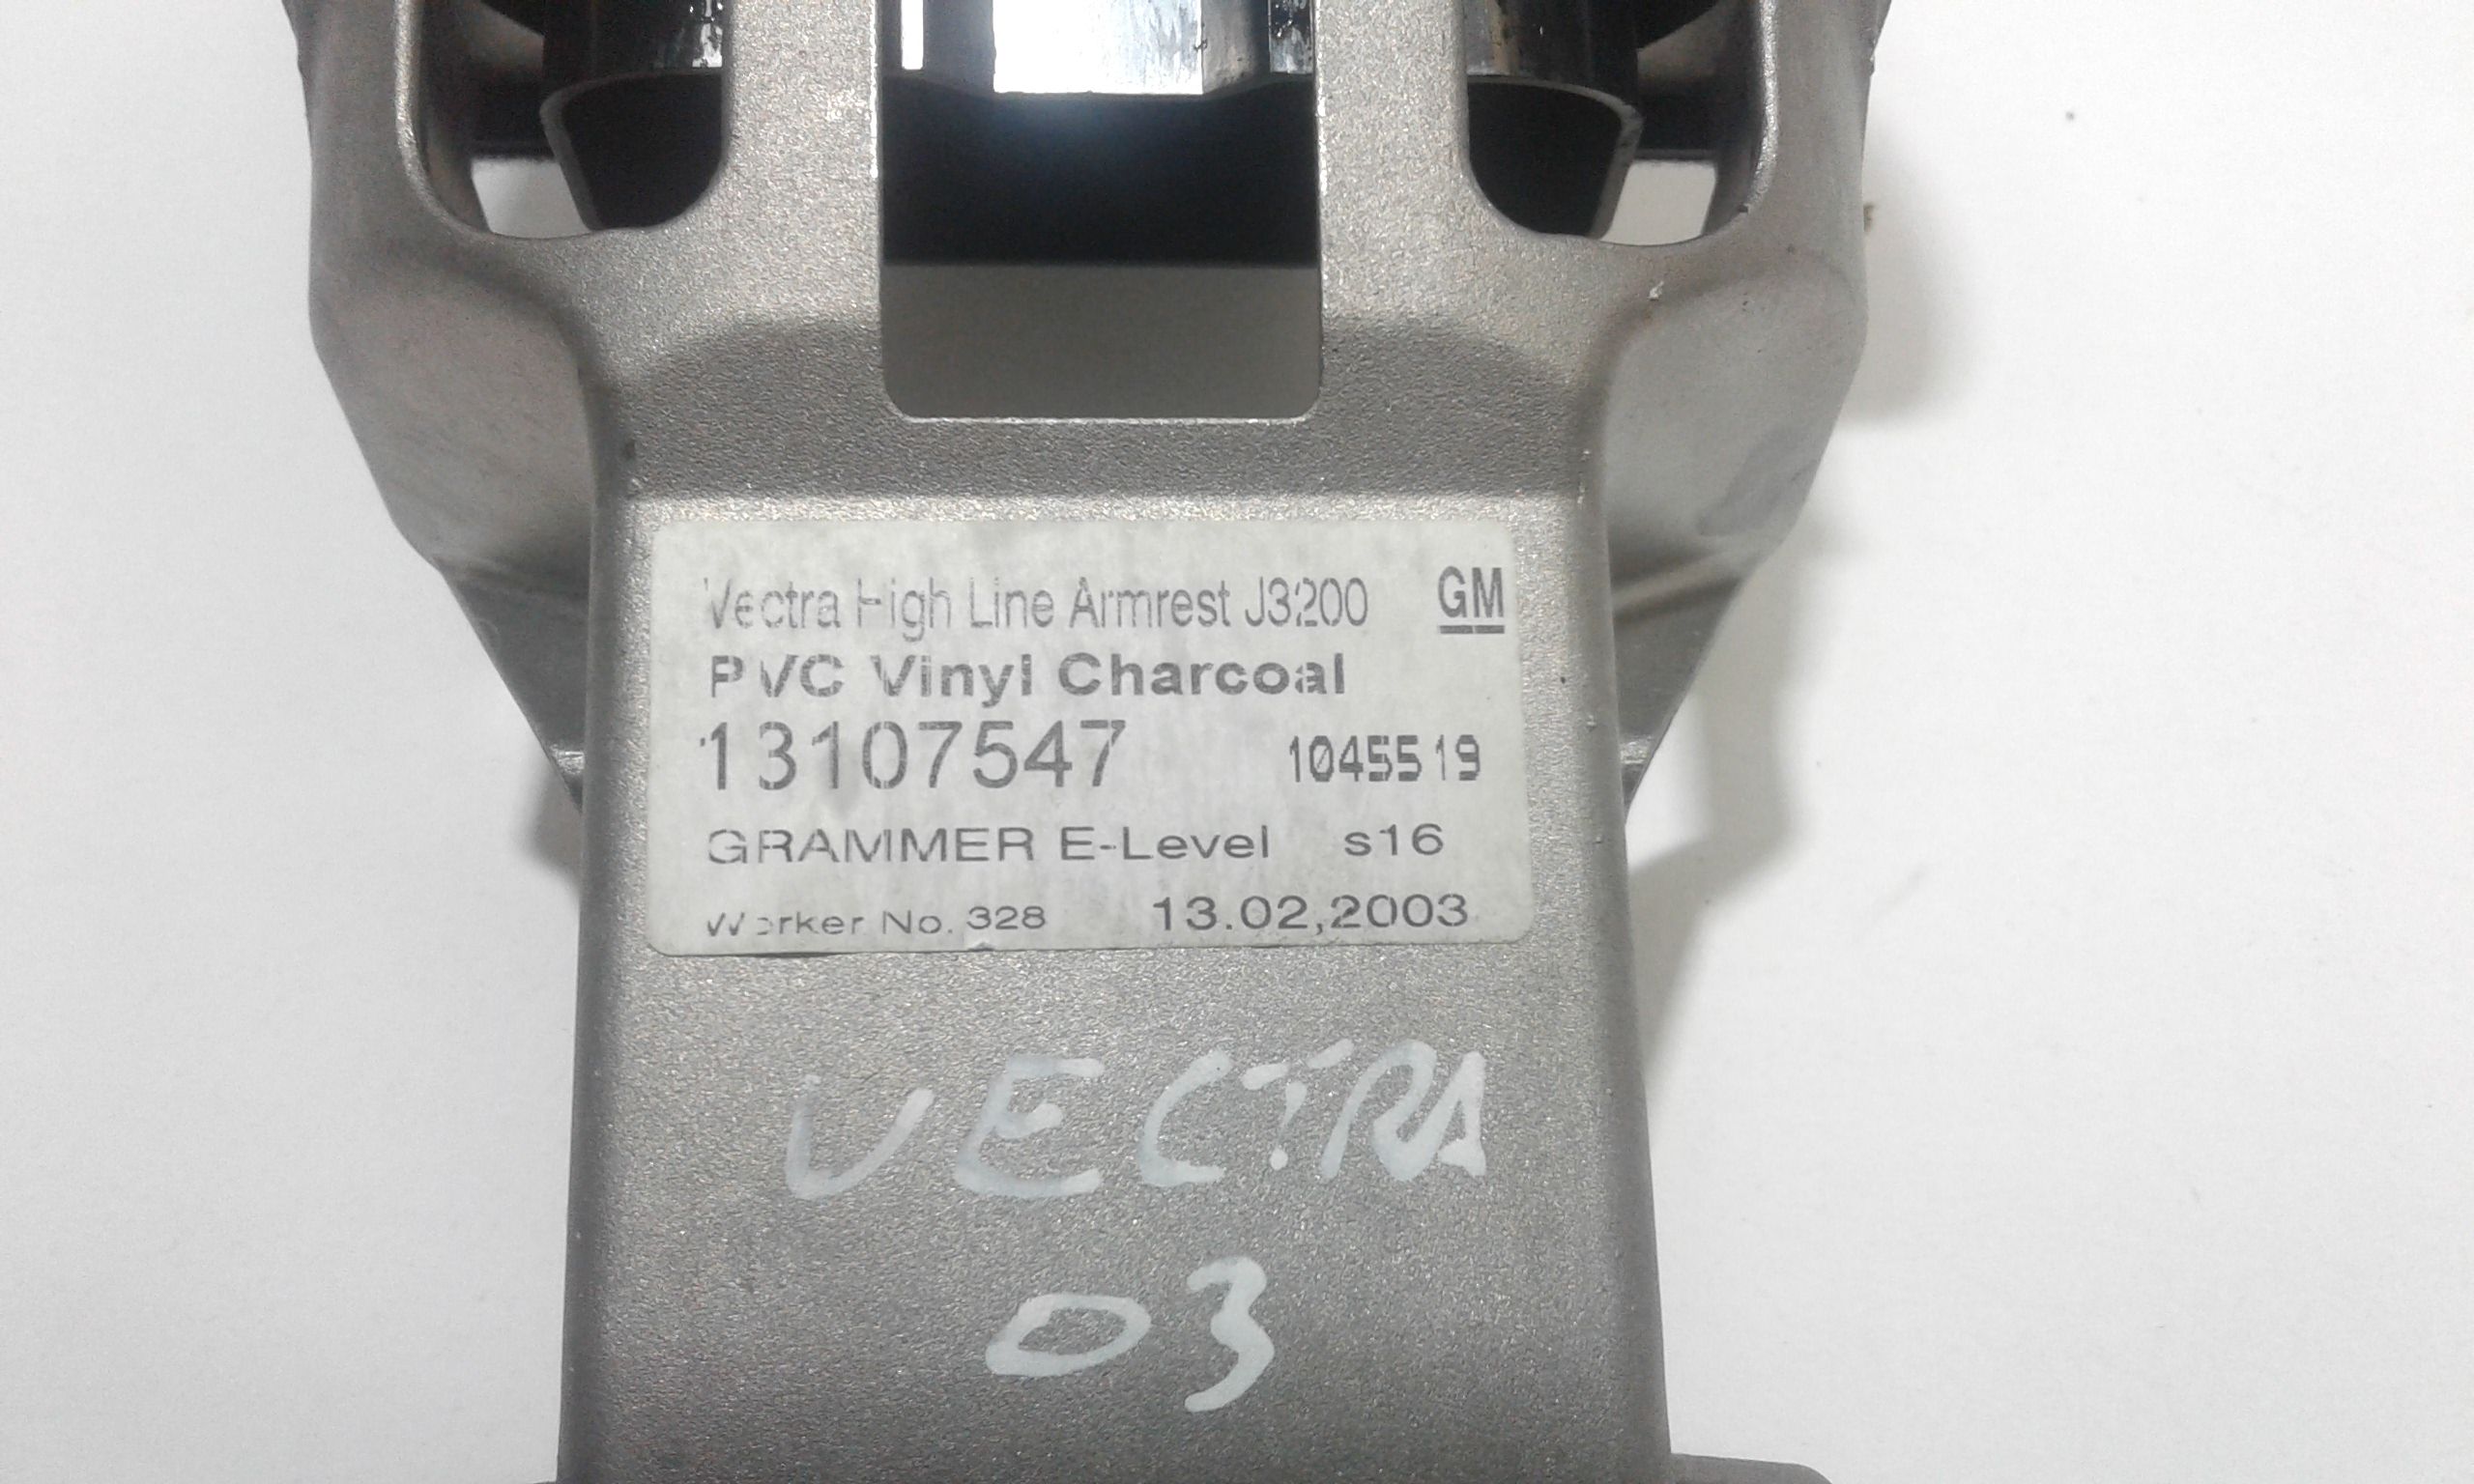 Vectra High Line Armrest J3200 GM
PVC Vinyl Charcoal
13107547 1045519
GRAMMER E-Level s16
Worker No. 328 13.02,2003
VECTRA
03